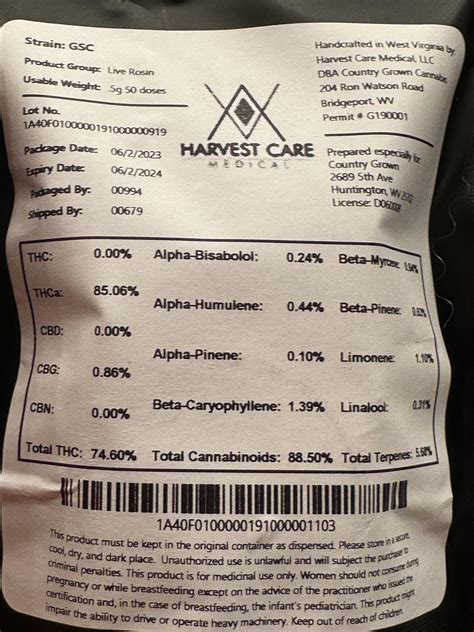 Strain: GSC
Product Group: Live Rosin
Usable Weight: .5g 50 doses
Lot No.
1A40F0100000191000000919
Package Date: 06/2/2023
Expiry Date: 06/2/2024
Packaged By: 00994
Shipped By: 00679
HARVEST CARE
MEDICAL
Handcrafted in West Virginia by:
Harvest Care Medical, LLC
DBA Country Grown Cannabis
204 Ron Watson Road
Bridgeport, WV
Permit # G190001
Prepared especially for
Country Grown
2689 5th Ave
Huntington, WV
License:
THC: 0.00% Alpha-Bisabolol: 0.24% Beta-Myrcene:
THCa: 85.06% Alpha-Humulene: 0.44% Beta-Pinene:
CBD: 0.00% Alpha-Pinene: 0.10% Limonene: 1.10%
CBG: 0.86% Beta-Caryophyllene: 1.39% Linalool: 0.31%
CBN: 0.00%
Total THC: 74.60% Total Cannabinoids: 88.50% Total Terpenes: 5.68%
1A40F0100000191000001103
This product must be kept in the original container as dispensed. Please store in a secure,
cool, dry, and dark place. Unauthorized use is unlawful and will subject the purchaser to
criminal penalties. This product is for medicinal use only. Women should not consume during
pregnancy or while breastfeeding except on the advice of the practitioner who issued the
certification and, in the case of breastfeeding, the infant's pediatrician. This product might
impair the ability to drive or operate heavy machinery. Keep out of reach of children.